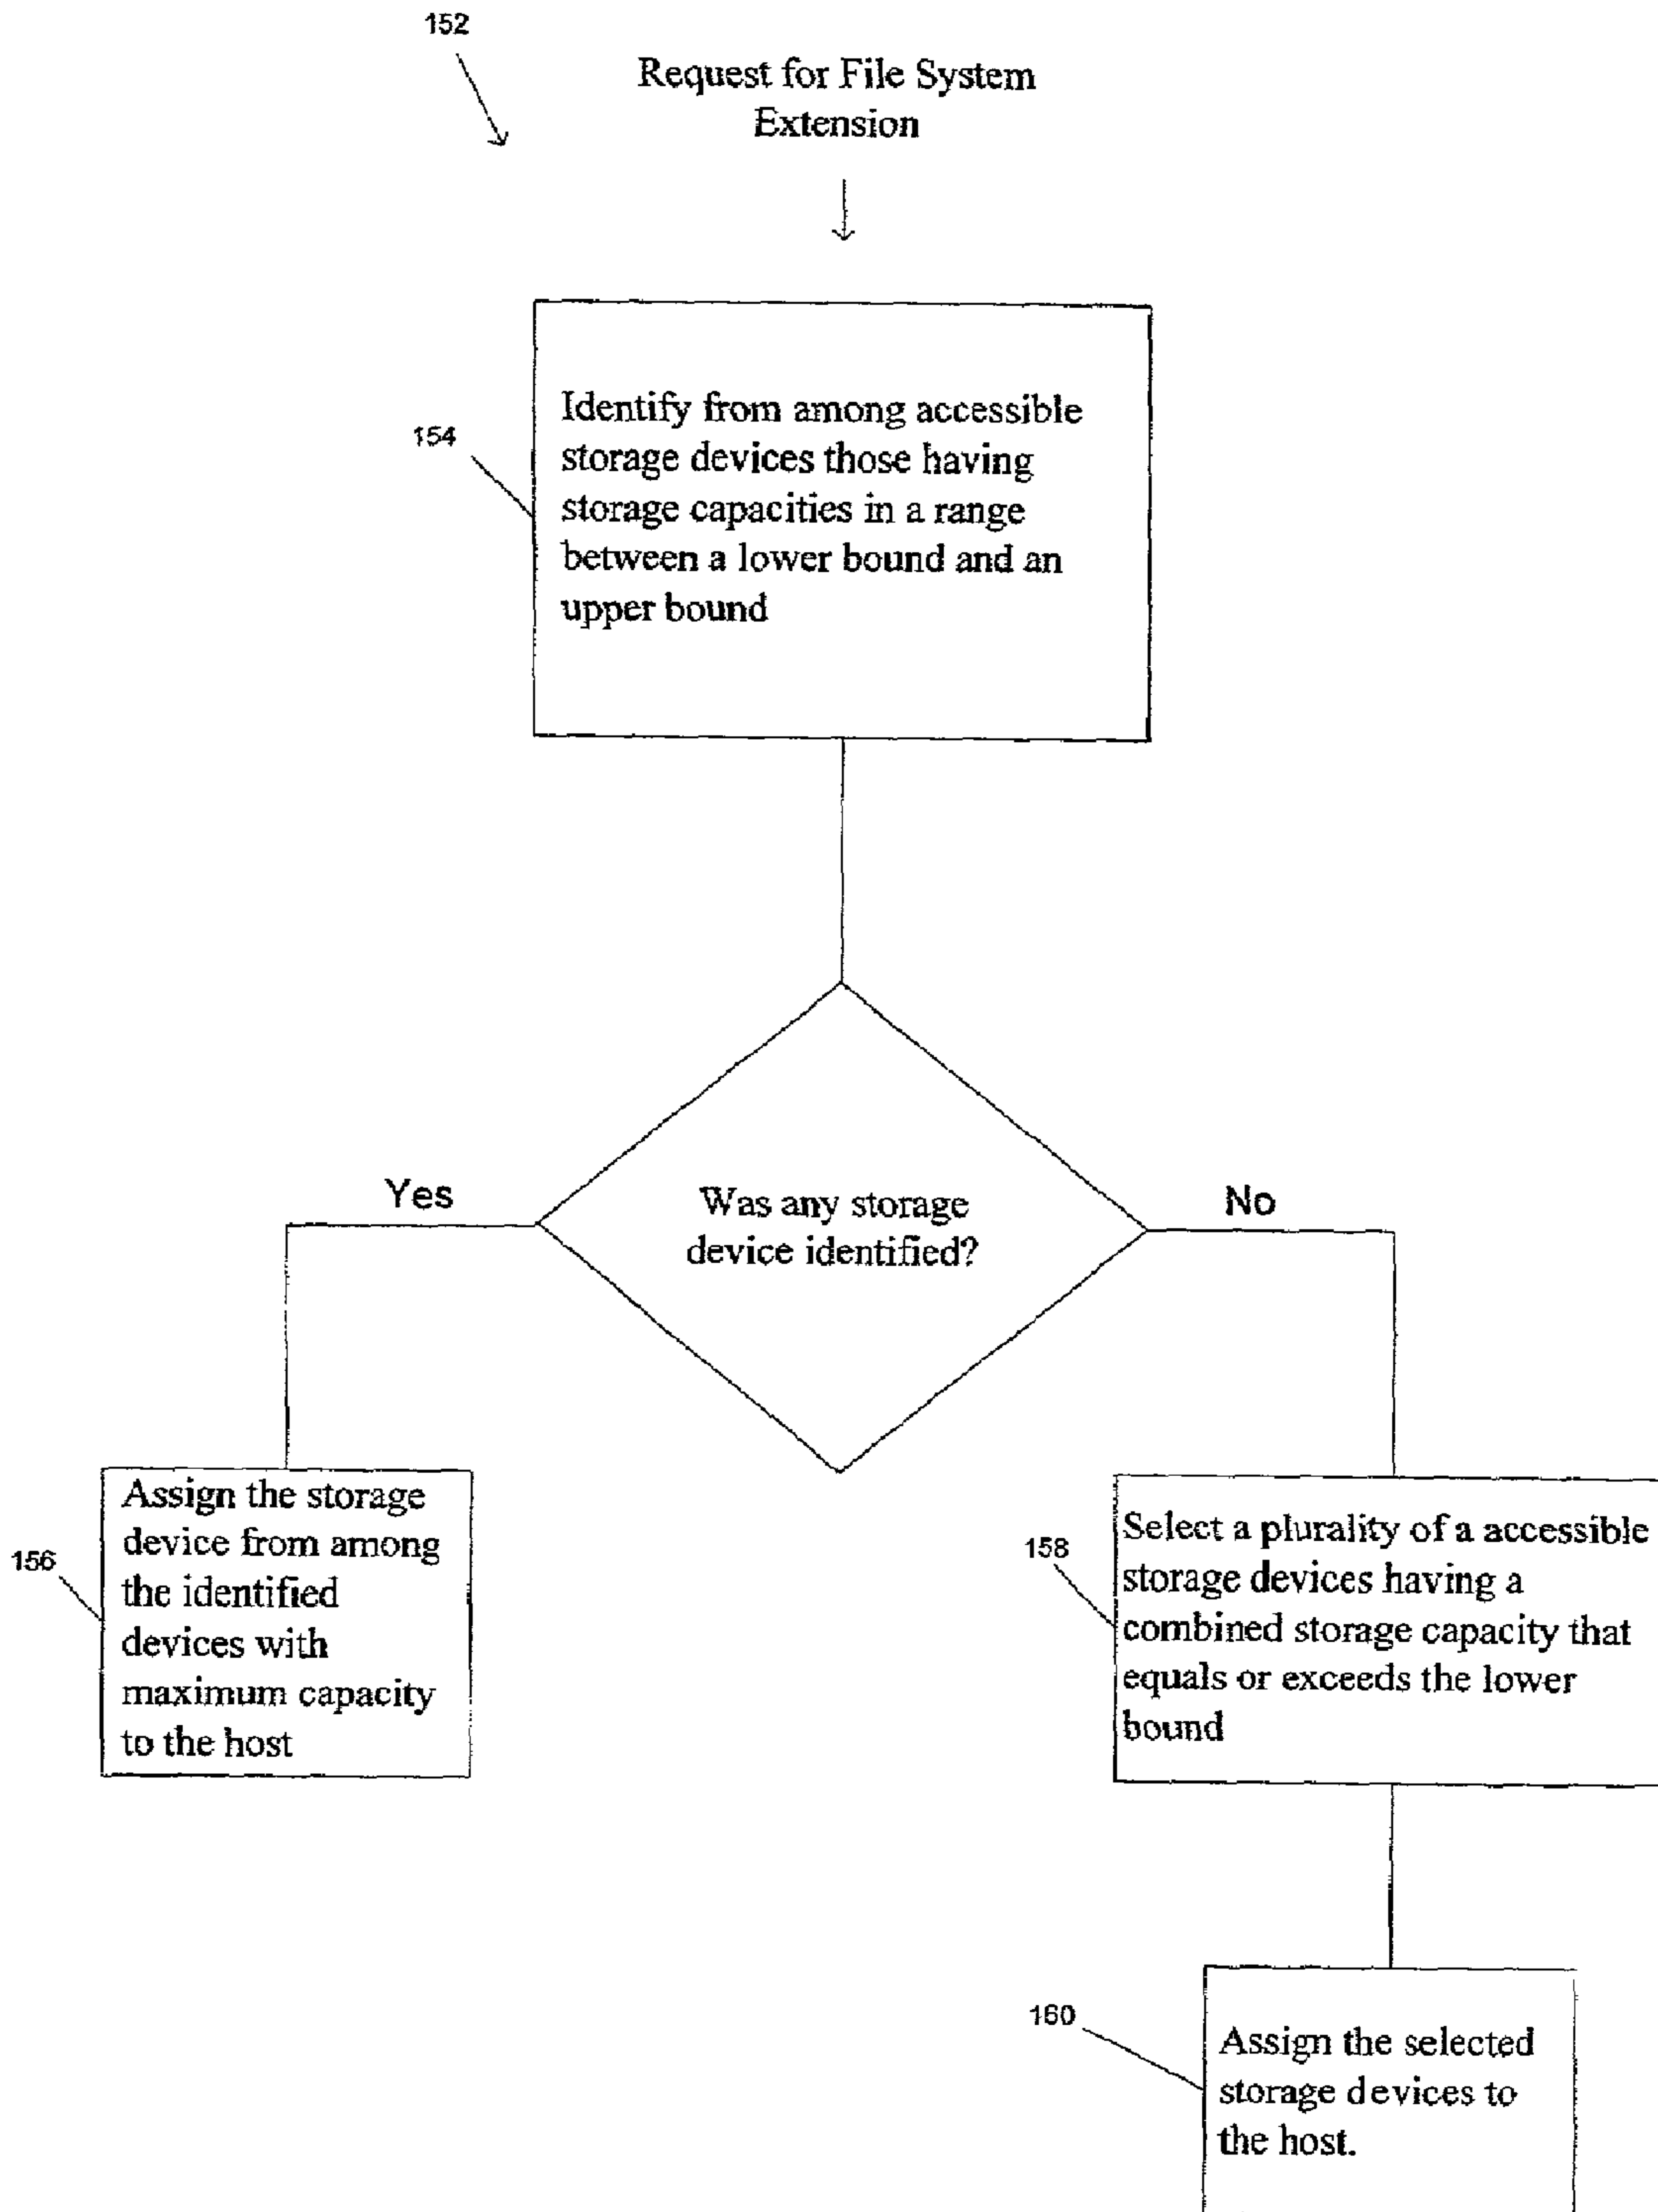 152
Request for File System
Extension
154
Identify from among accessible
storage devices those having
storage capacities in a range
between a lower bound and an
upper bound
Yes
Was any storage
device identified?
No
156
Assign the storage
device from among
the identified
devices with
maximum capacity
to the host
158
Select a plurality of a accessible
storage devices having a
combined storage capacity that
equals or exceeds the lower
bound
160
Assign the selected
storage devices to
the host.